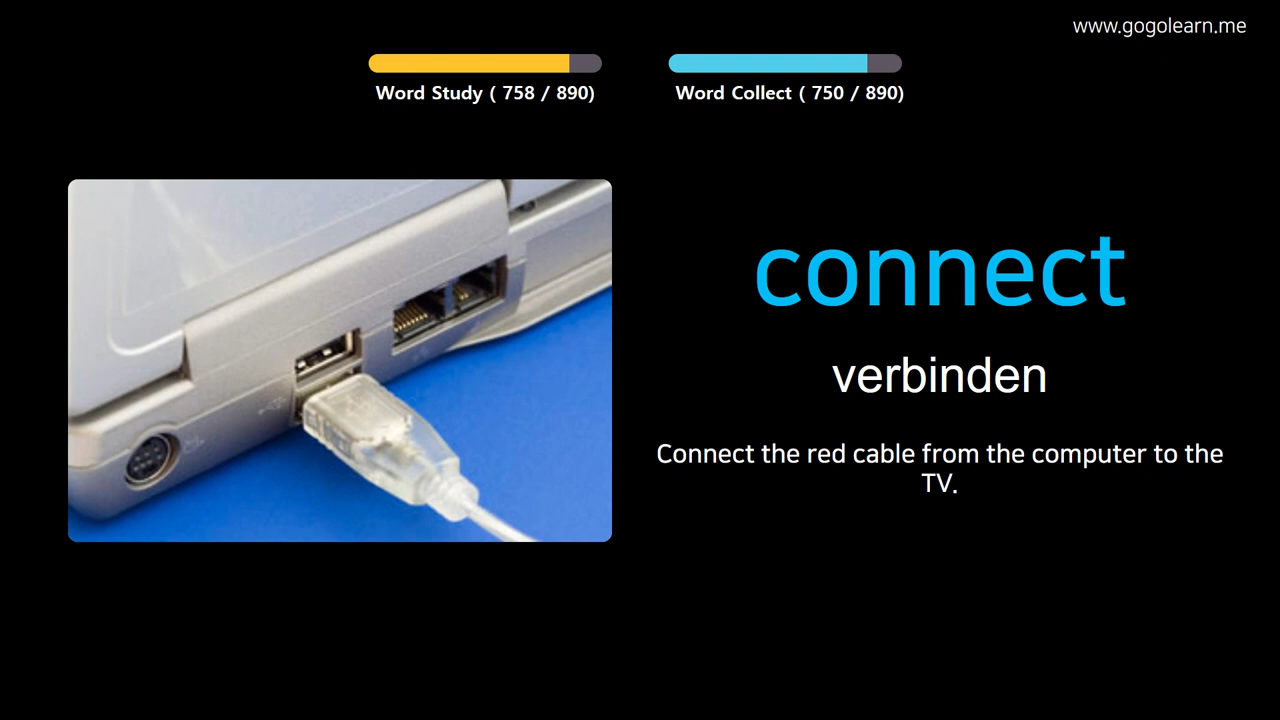 www.gogolearn.me
Word Study ( 758 / 890)
Word Collect ( 750 / 890)
connect
verbinden
Connect the red cable from the computer to the
TV.